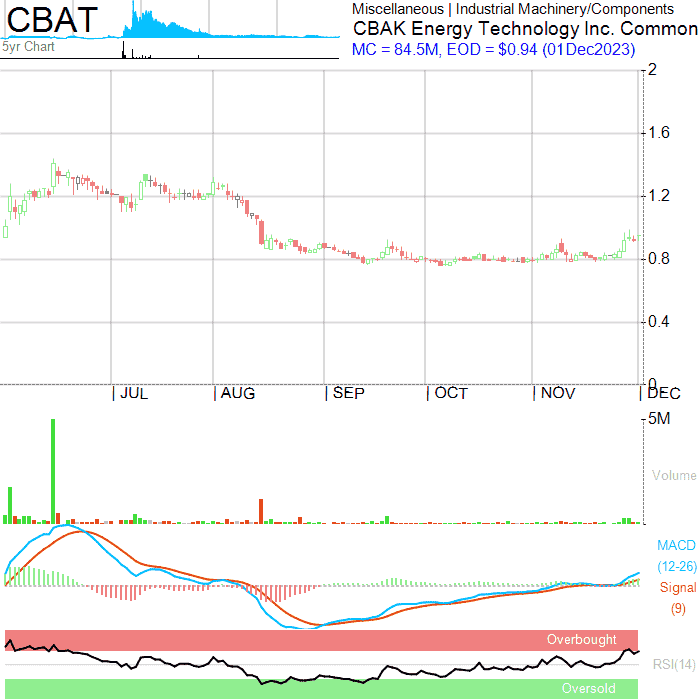 CBAT
5yr Chart
Miscellaneous | Industrial Machinery/Components
CBAK Energy Technology Inc. Common
MC = 84.5M, EOD = $0.94 (01Dec2023)
2
1.6
1.2
0.8
0.4
0
JUL
AUG
SEP
OCT
NOV
DEC
5M
Volume
MACD
(12-26)
Signal
(9)
Overbought
RSI(14)
Oversold